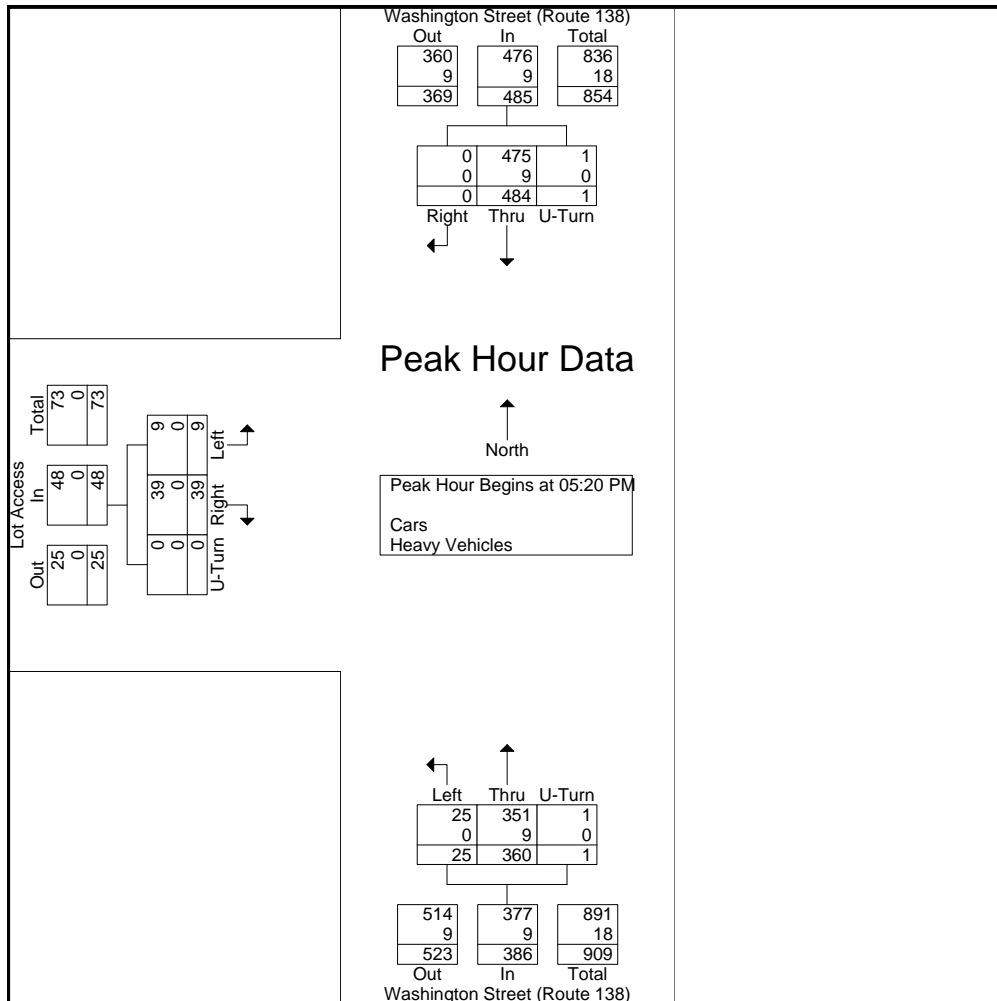 Washington Street (Route 138)
Out In Total
360 476 836
9 9 18
369 485 854
0 475 1
0 9 0
0 484 1
Right Thru U-Turn
Peak Hour Data
North
Peak Hour Begins at 05:20 PM
Cars
Heavy Vehicles
Lot Access
Out In Total
25 48 73
0 0 0
25 48 73
0 39 9
0 0 0
0 39 9
U-Turn Right Left
Left Thru U-Turn
25 351 1
0 9 0
25 360 1
514 377 891
9 9 18
523 386 909
Out In Total
Washington Street (Route 138)